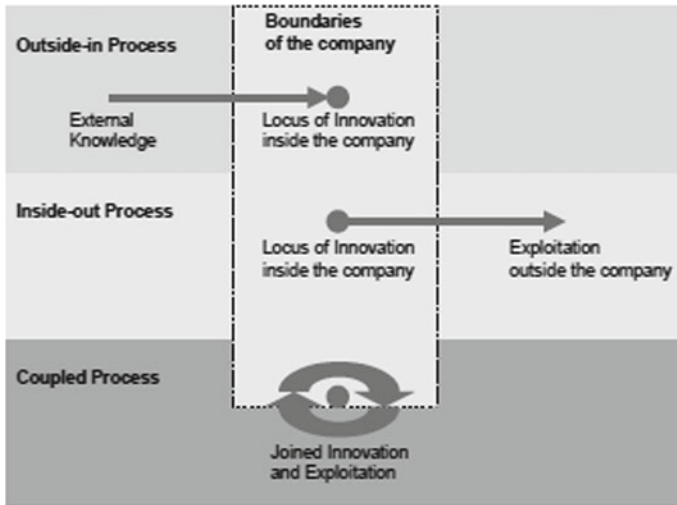 Boundaries
of the company
Outside-in Process
External
Knowledge
Locus of Innovation
inside the company
Inside-out Process
Locus of Innovation
inside the company
Exploitation
outside the company
Coupled Process
Joined Innovation
and Exploitation